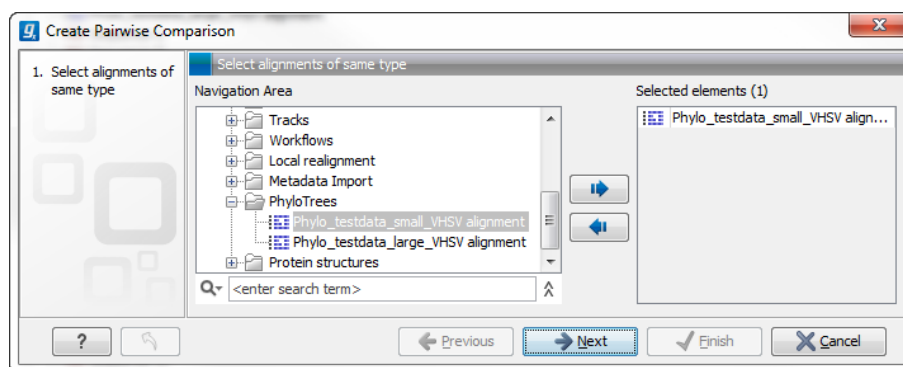 Create Pairwise Comparison
1. Select alignments of
same type
Select alignments of same type
Navigation Area
Tracks
Workflows
Local realignment
Metadata Import
PhyloTrees
Phylo_testdata_small_VHSV alignment
Phylo_testdata_large_VHSV alignment
Protein structures
<enter search term>
Selected elements (1)
Phylo_testdata_small_VHSV align...
?
Previous
Next
Finish
Cancel